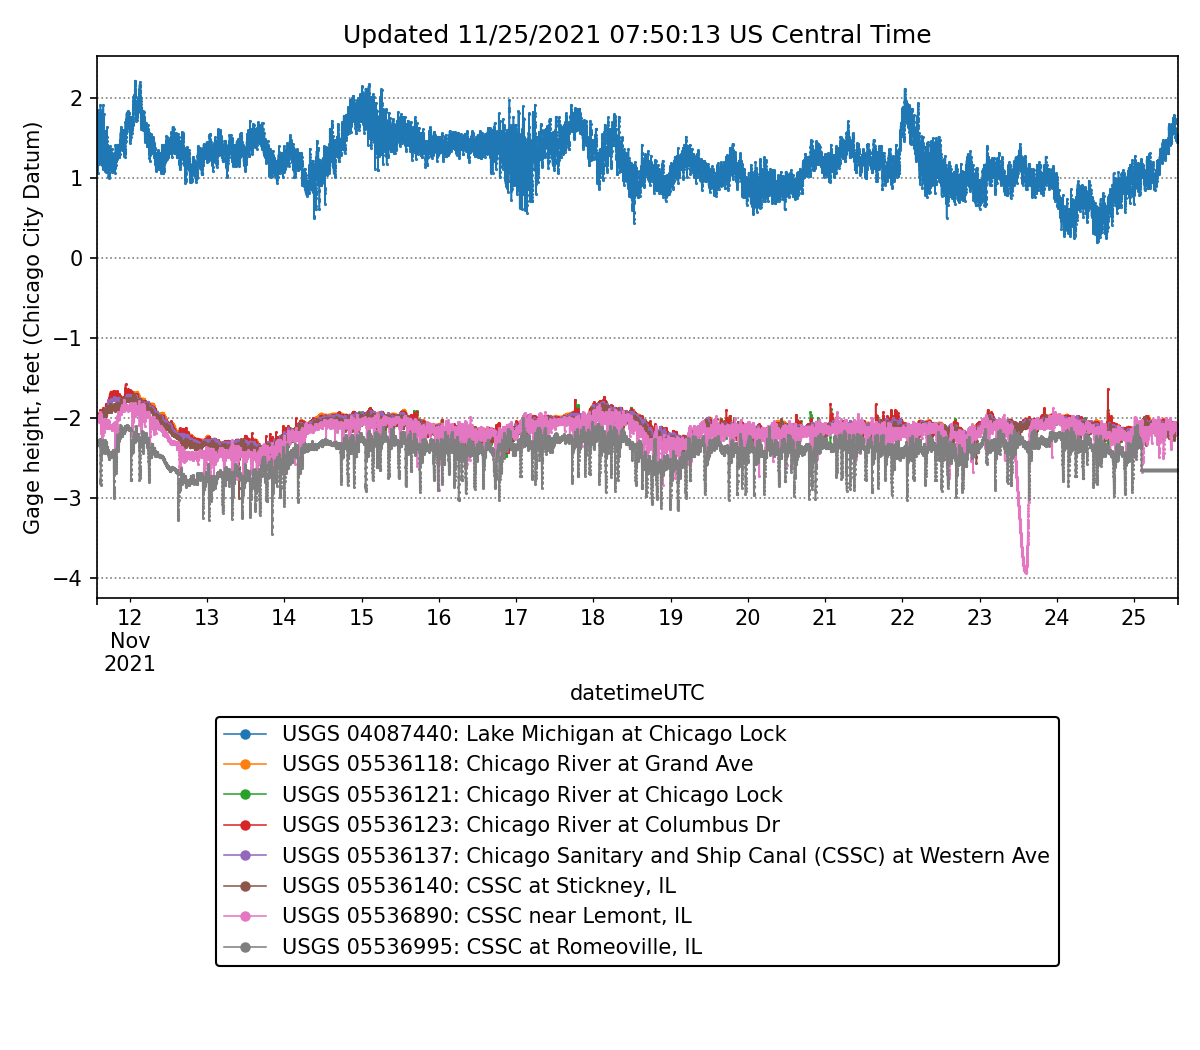 Updated 11/25/2021 07:50:13 US Central Time
Gage height, feet (Chicago City Datum)
2
1
0
−1
−2
−3
−4
12 13 14 15 16 17 18 19 20 21 22 23 24 25
Nov
2021
datetimeUTC
USGS 04087440: Lake Michigan at Chicago Lock
USGS 05536118: Chicago River at Grand Ave
USGS 05536121: Chicago River at Chicago Lock
USGS 05536123: Chicago River at Columbus Dr
USGS 05536137: Chicago Sanitary and Ship Canal (CSSC) at Western Ave
USGS 05536140: CSSC at Stickney, IL
USGS 05536890: CSSC near Lemont, IL
USGS 05536995: CSSC at Romeoville, IL